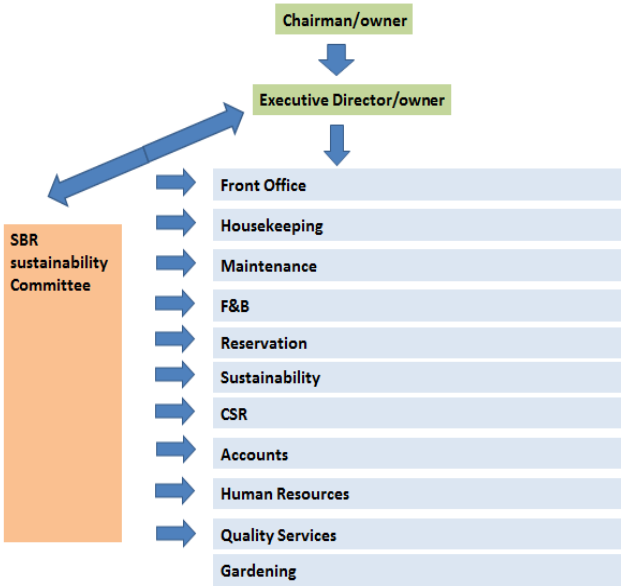 Chairman/owner
Executive Director/owner
SBR
sustainability
Committee
Front Office
Housekeeping
Maintenance
F&B
Reservation
Sustainability
CSR
Accounts
Human Resources
Quality Services
Gardening